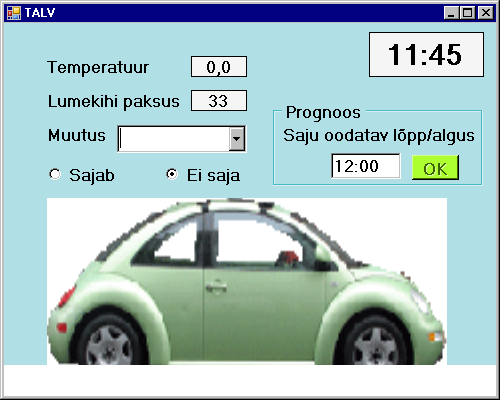 TALV
11:45
Temperatuur 0,0
Lumekihi paksus 33
Muutus
Sajab Ei saja
Prognoos
Saju oodatav lõpp/algus
12:00 OK